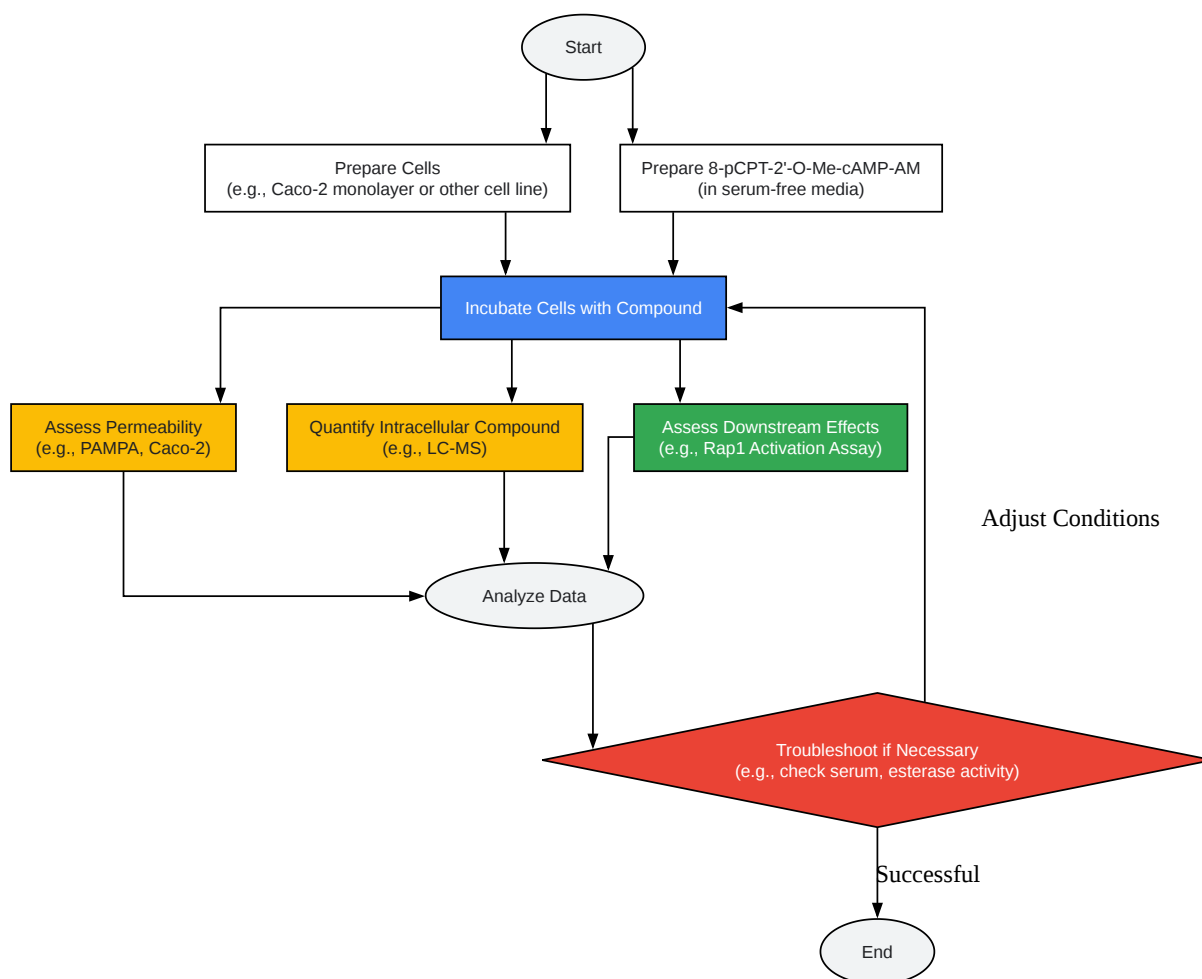 Start
Prepare Cells
(e.g., Caco-2 monolayer or other cell line)
Prepare 8-pCPT-2'-O-Me-cAMP-AM
(in serum-free media)
Incubate Cells with Compound
Assess Permeability
(e.g., PAMPA, Caco-2)
Quantify Intracellular Compound
(e.g., LC-MS)
Assess Downstream Effects
(e.g., Rap1 Activation Assay)
Adjust Conditions
Analyze Data
Troubleshoot if Necessary
(e.g., check serum, esterase activity)
Successful
End